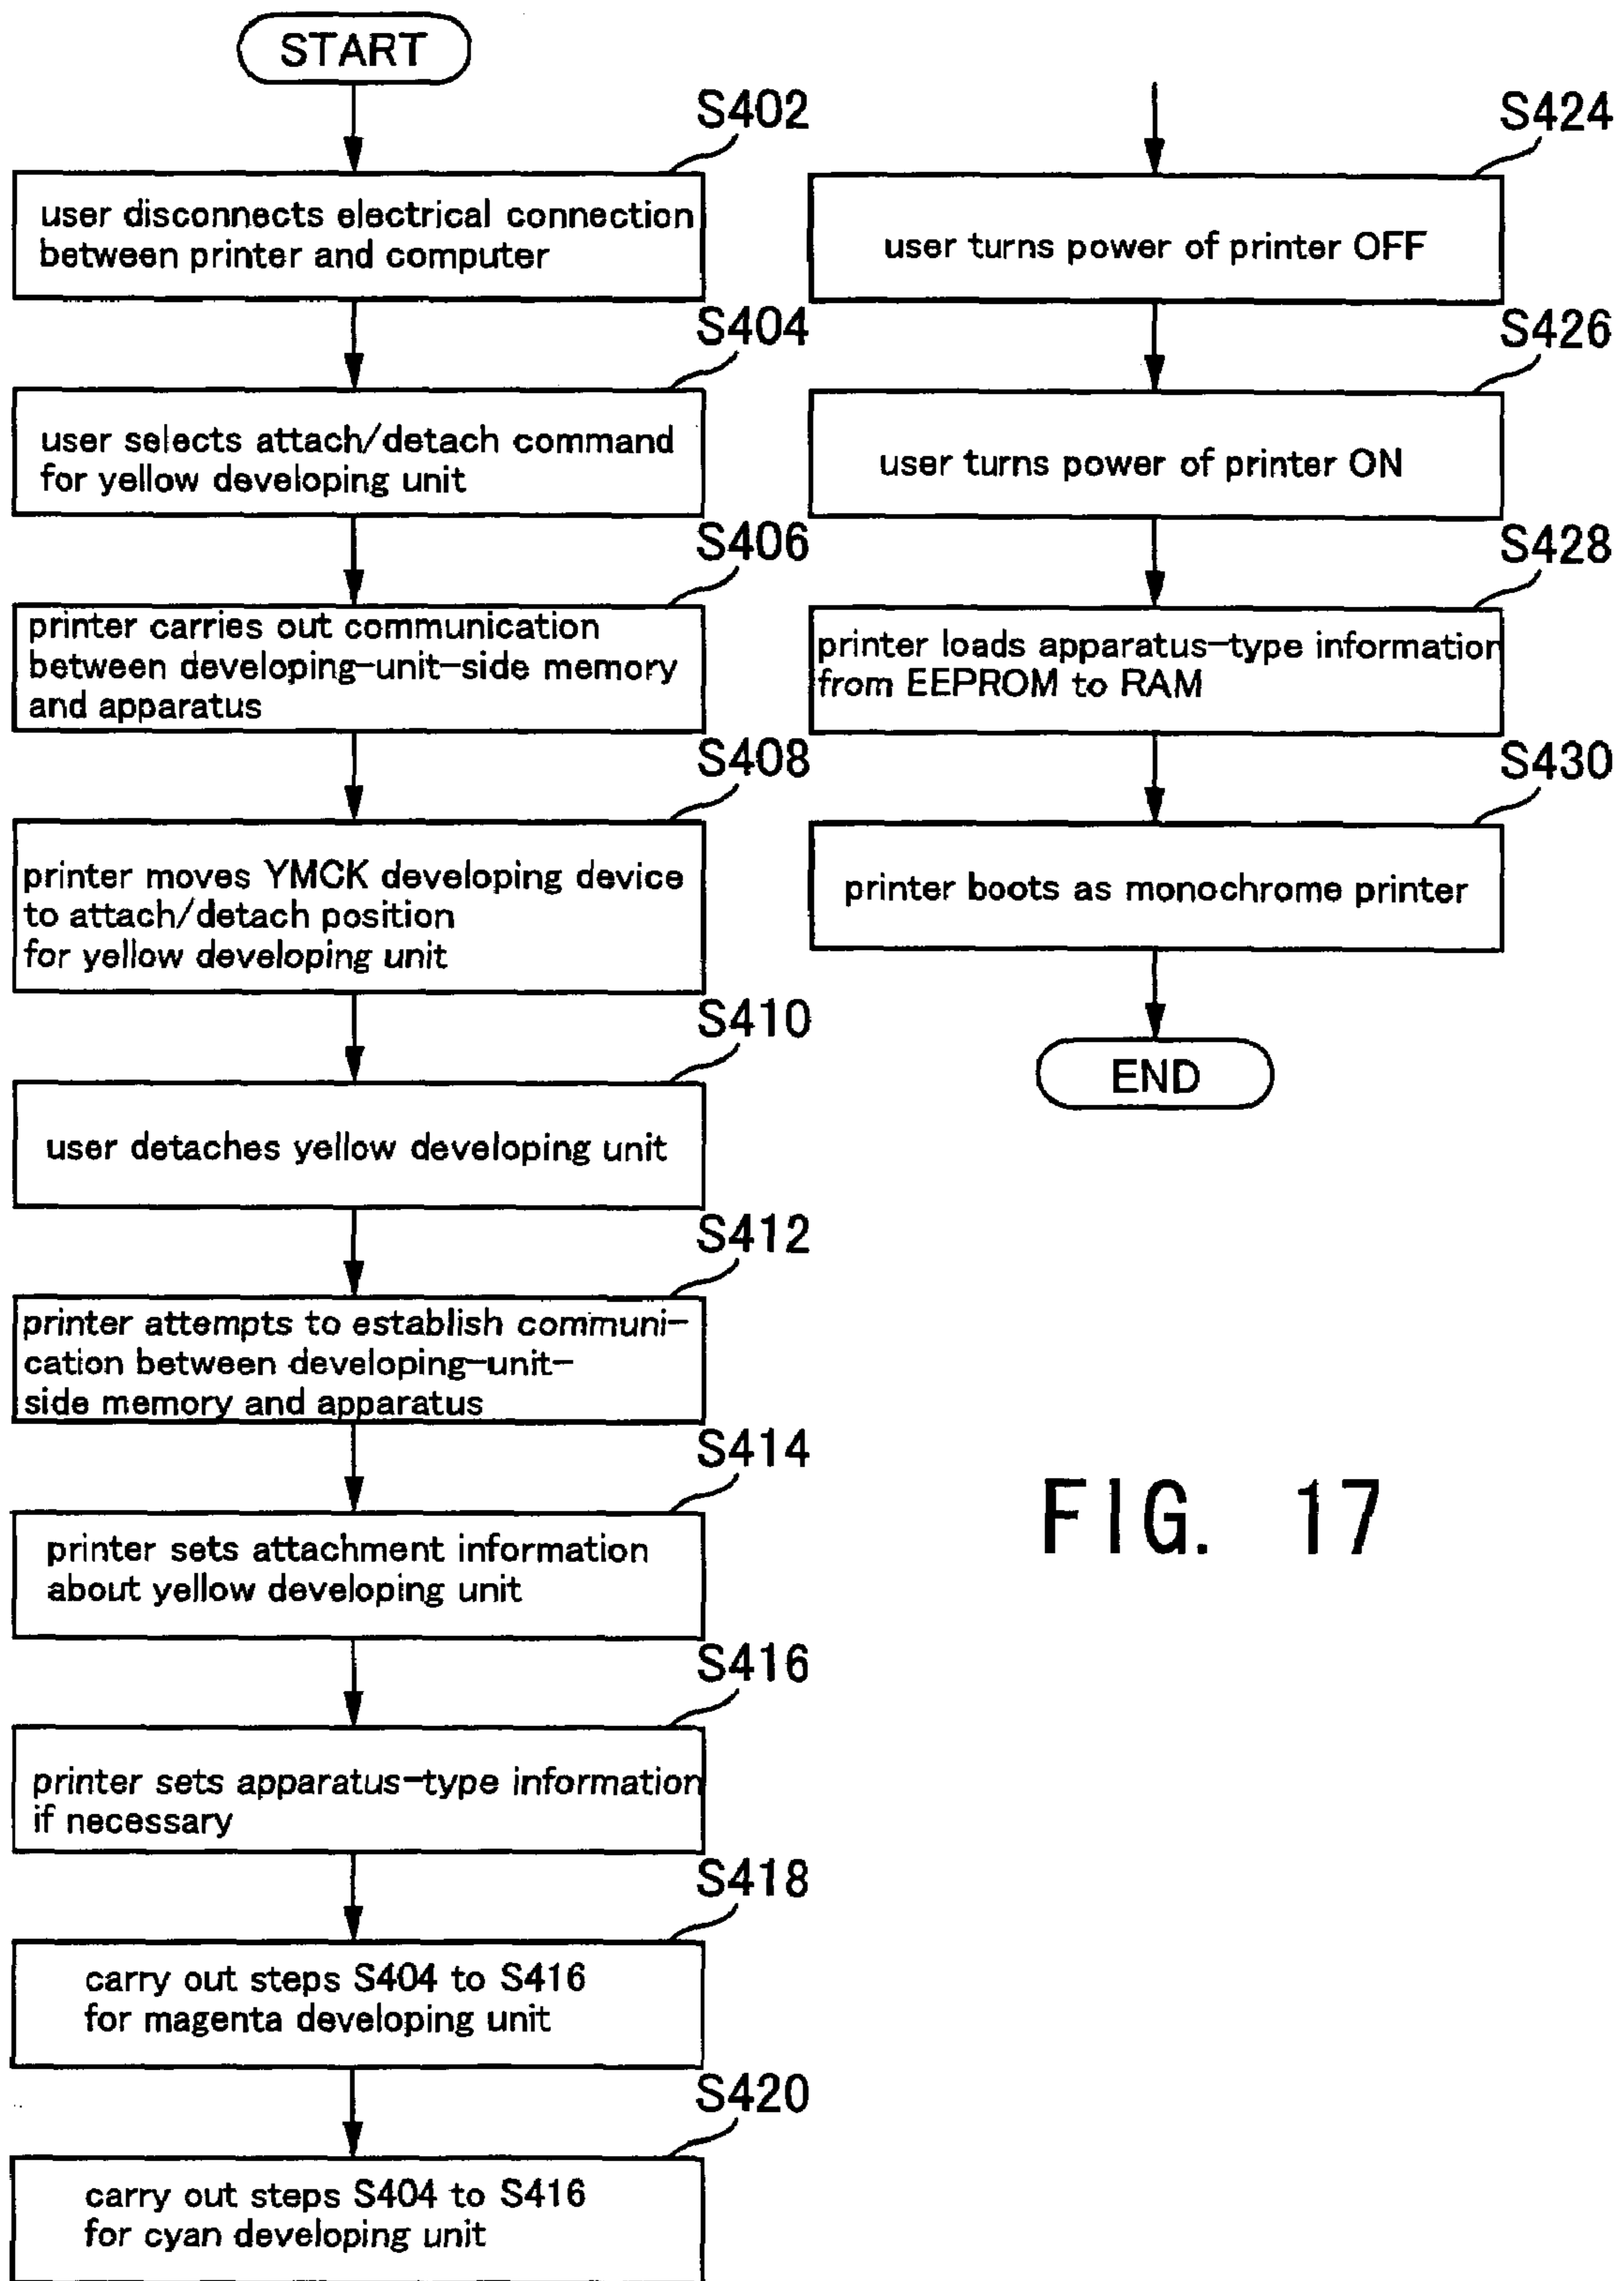 START
S402
user disconnects electrical connection
between printer and computer
S404
user selects attach/detach command
for yellow developing unit
S406
printer carries out communication
between developing-unit-side memory
and apparatus
S408
printer moves YMCK developing device
to attach/detach position
for yellow developing unit
S410
user detaches yellow developing unit
S412
printer attempts to establish communi-
cation between developing-unit-
side memory and apparatus
S414
printer sets attachment information
about yellow developing unit
S416
printer sets apparatus-type information
if necessary
S418
carry out steps S404 to S416
for magenta developing unit
S420
carry out steps S404 to S416
for cyan developing unit
S424
user turns power of printer OFF
S426
user turns power of printer ON
S428
printer loads apparatus-type information
from EEPROM to RAM
S430
printer boots as monochrome printer
END
FIG. 17